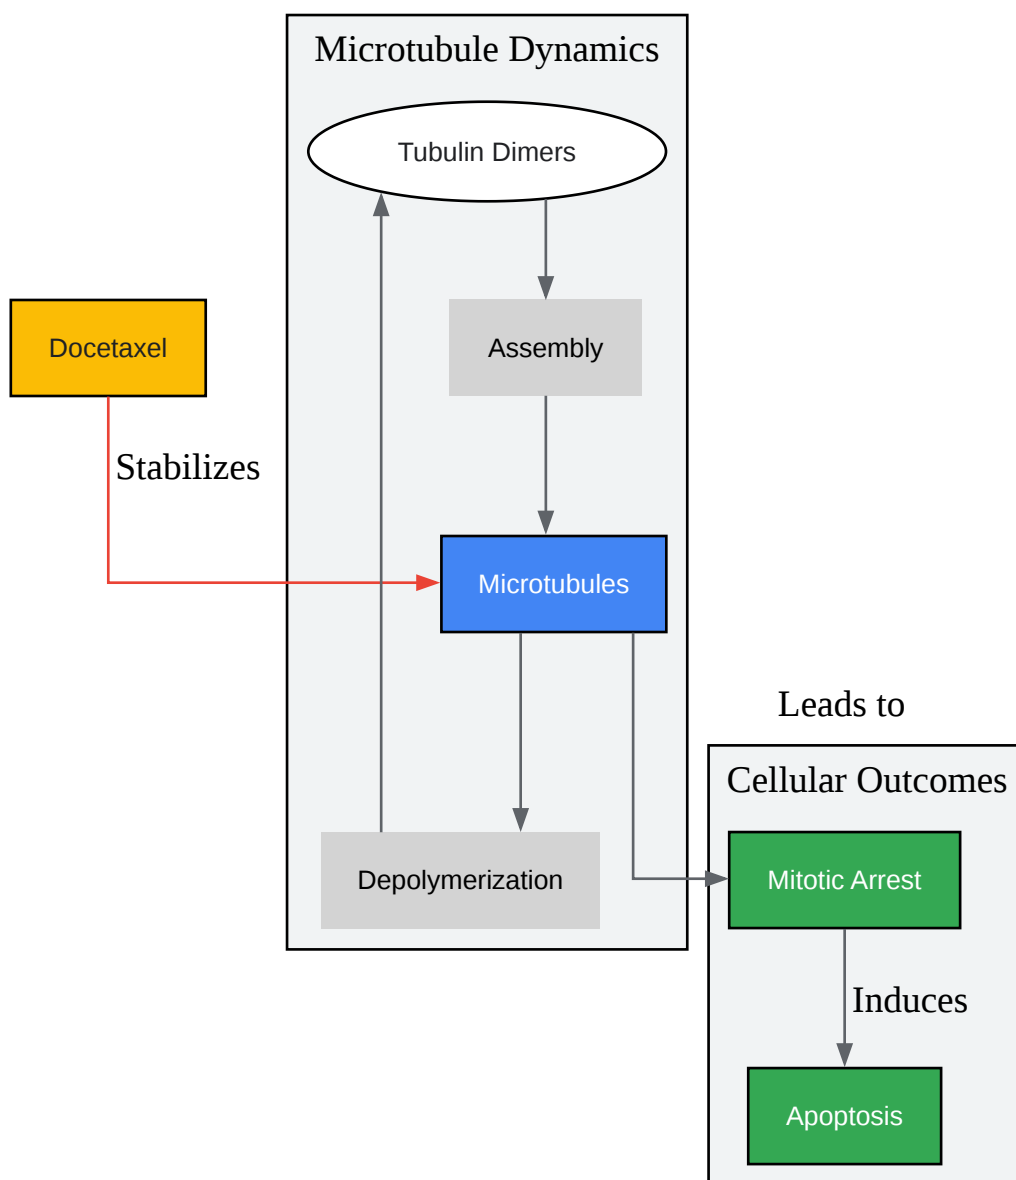 Microtubule Dynamics
Tubulin Dimers
Docetaxel
Assembly
Stabilizes
Microtubules
Leads to
Cellular Outcomes
Depolymerization
Mitotic Arrest
Induces
Apoptosis